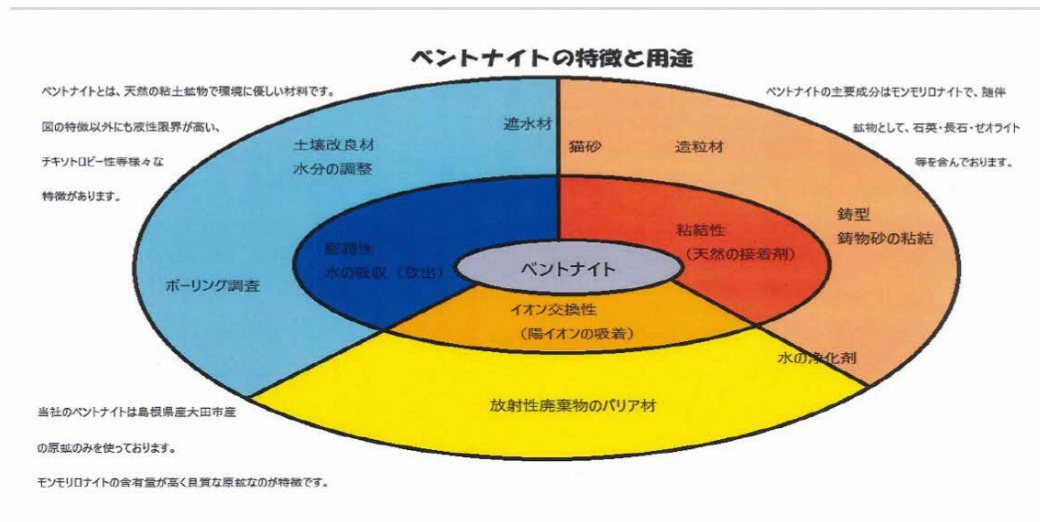 ベントナイトの特徴と用途
ベントナイトとは、天然の粘土鉱物で環境に優しい材料です。
図の特徴以外にも液性限界が高い、
チキソトロピー性等様々な
特徴があります。
ベントナイトの主要成分はモンモリロナイトで、随伴
鉱物として、石英・長石・ゼオライト
等を含んでおります。
遮水材
土壌改良材
水分の調整
ボーリング調査
猫砂
造粒材
鋳型
鋳物砂の粘結
膨潤性
水の吸収（放出）
粘結性
（天然の接着剤）
ベントナイト
イオン交換性
（陽イオンの吸着）
水の浄化剤
放射性廃棄物のバリア材
当社のベントナイトは島根県産大田市産
の原鉱のみを使っております。
モンモリロナイトの含有量が高く良質な原鉱なのが特徴です。